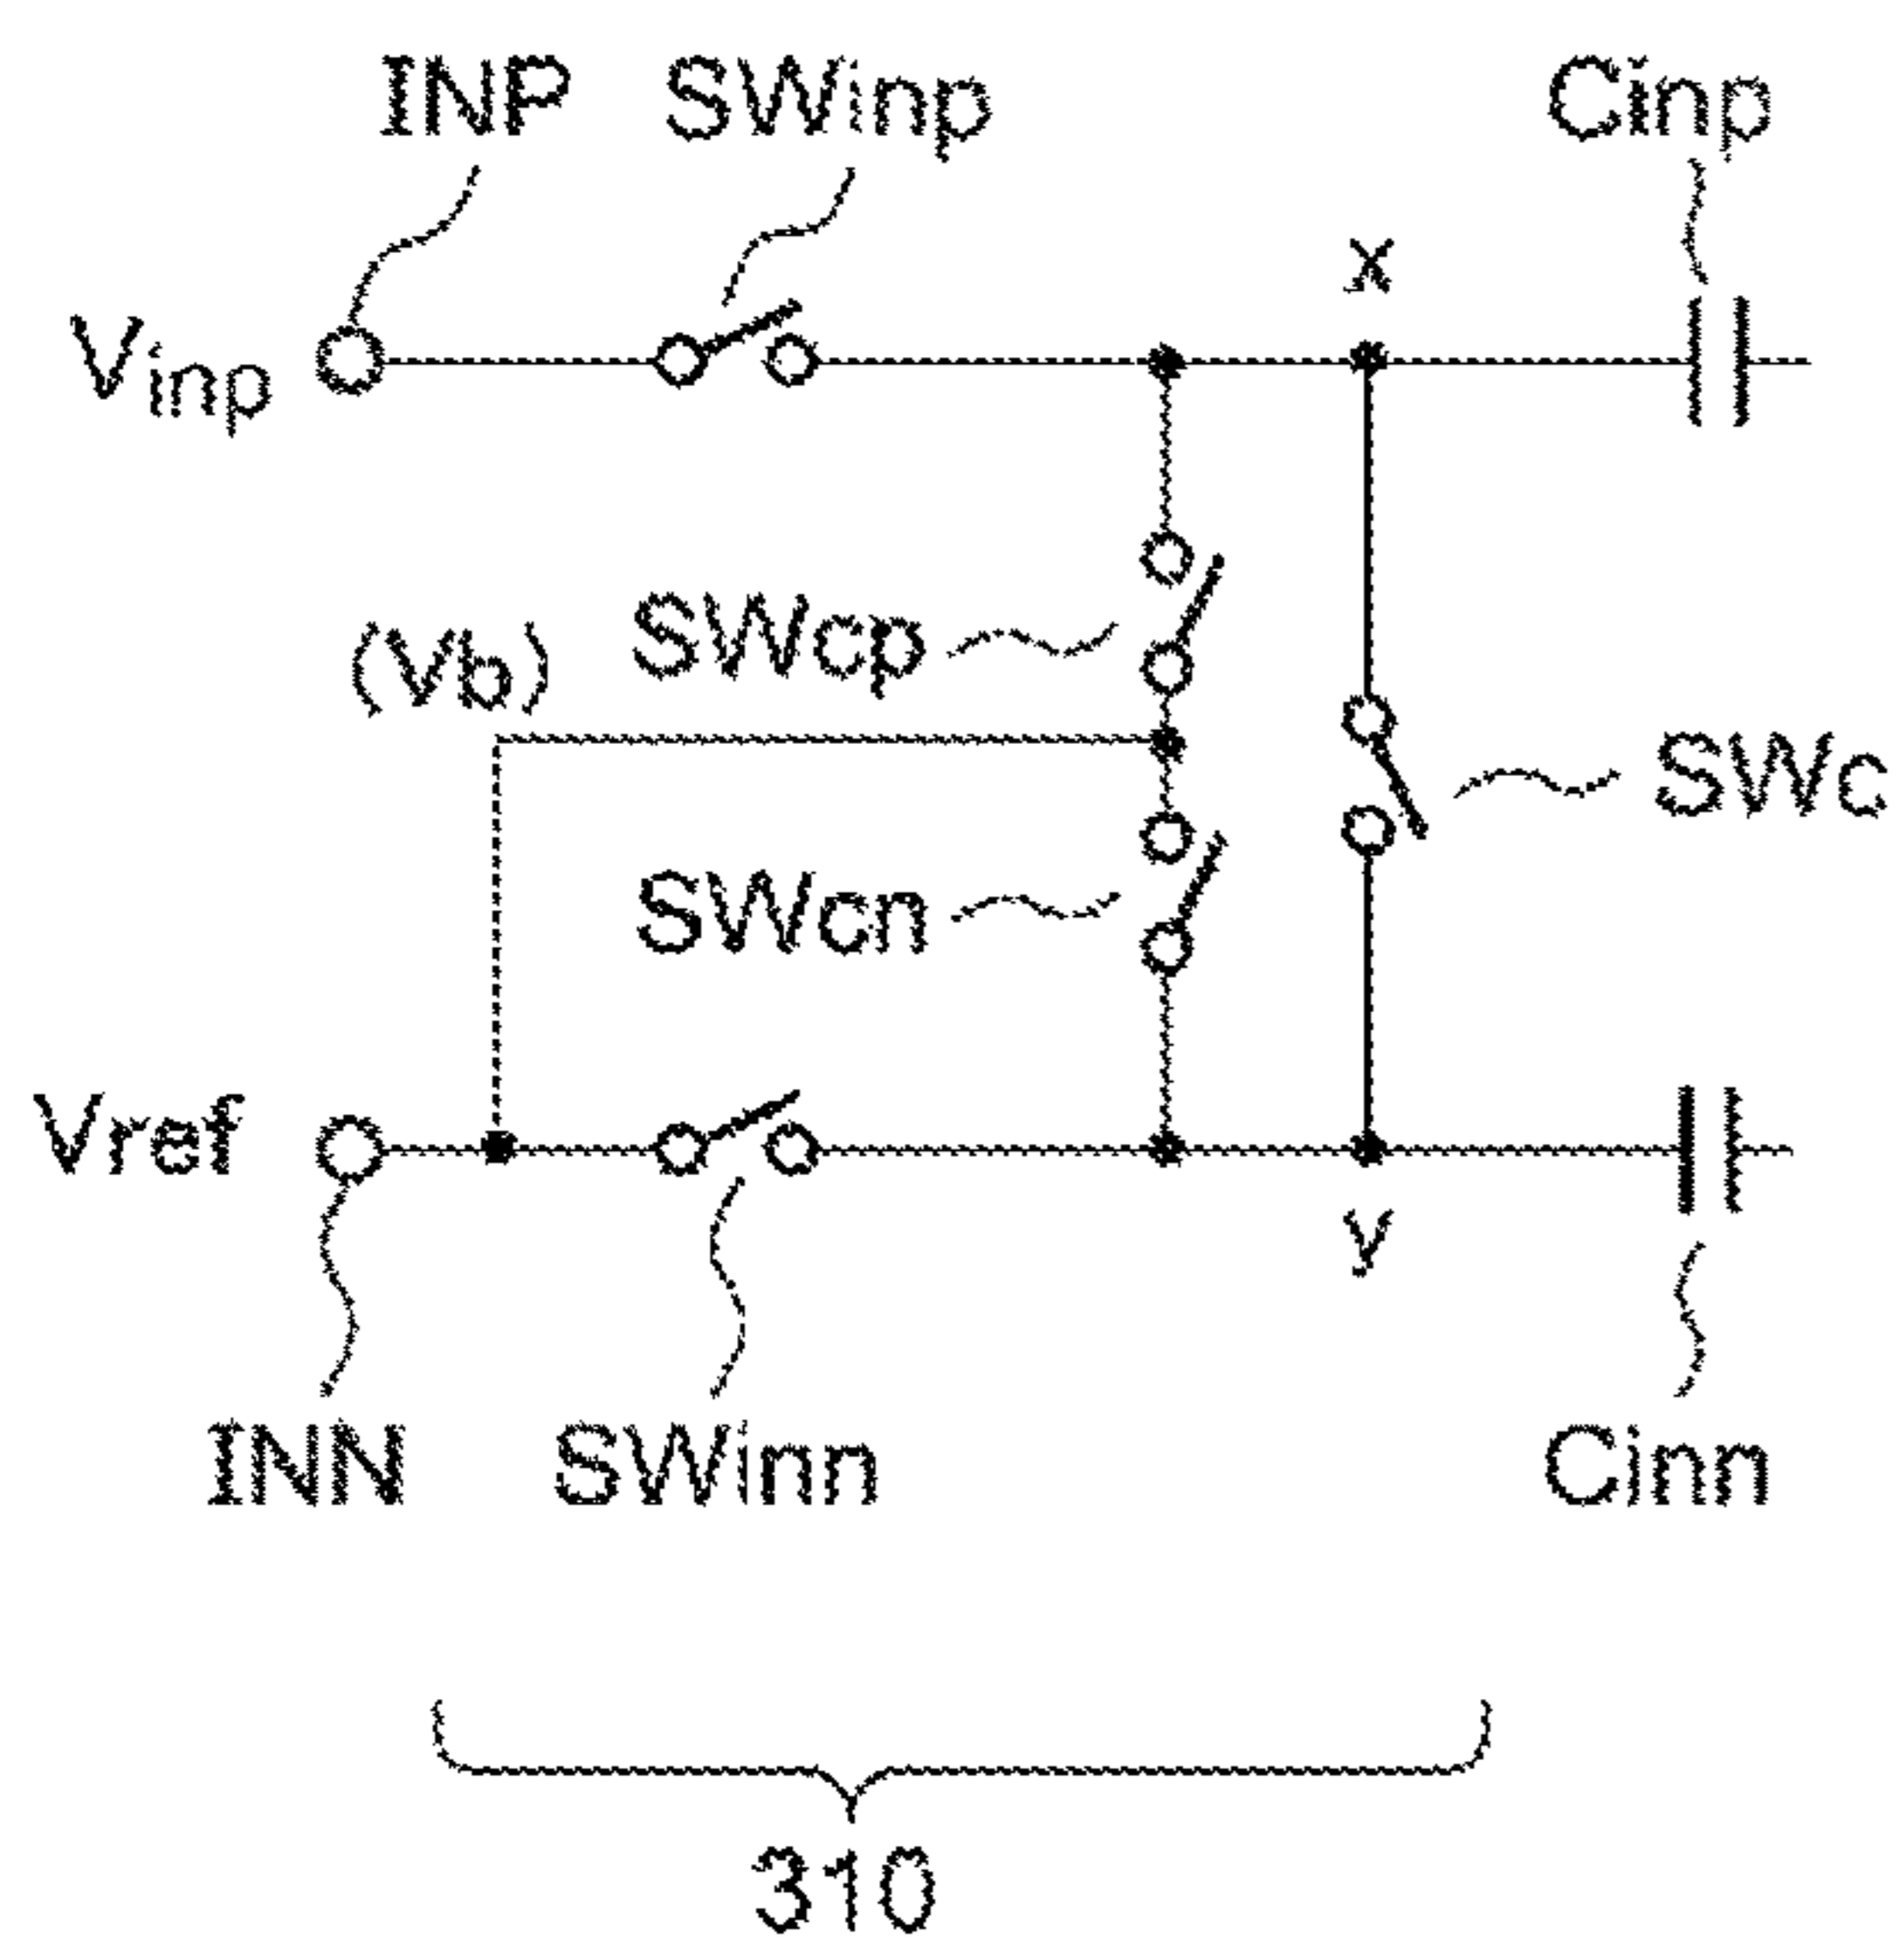 INP SWinp Cinp
x
Vinp
(Vb) SWcp
SWc
SWcn
Vref
y
INN SWinn Cinn
310